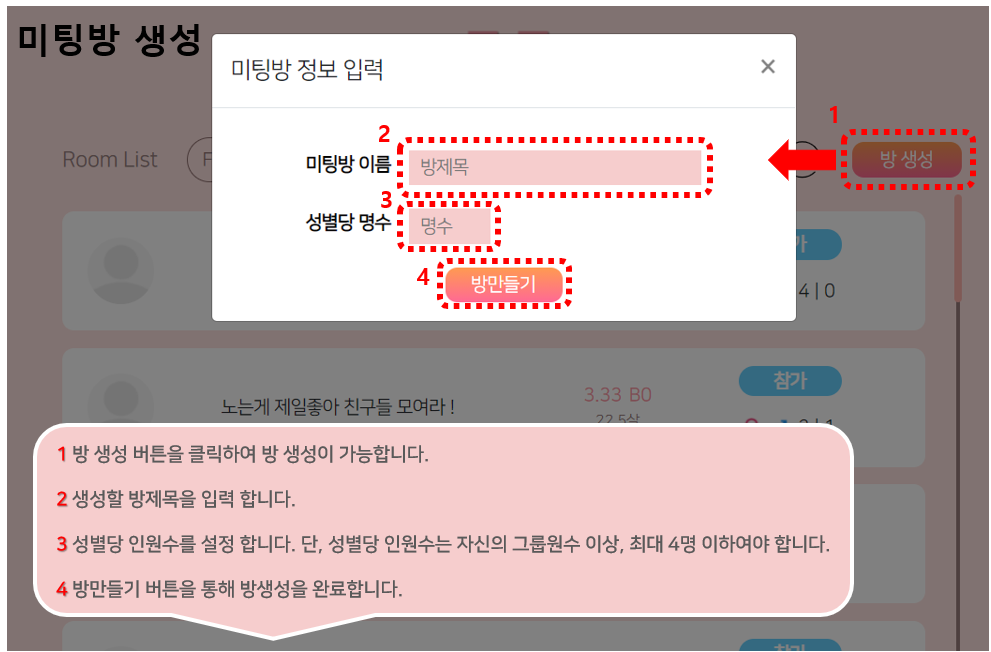 미팅방 생성
미팅방 정보 입력
×
1
Room List
F
방 생성
2
미팅방 이름
방제목
3
성별당 명수
명수
4
방만들기
가
4 | 0
참가
3.33 B0
노는게 제일좋아 친구들 모여라 !
22.5살
1 방 생성 버튼을 클릭하여 방 생성이 가능합니다.
2 생성할 방제목을 입력 합니다.
3 성별당 인원수를 설정 합니다. 단, 성별당 인원수는 자신의 그룹원수 이상, 최대 4명 이하여야 합니다.
4 방만들기 버튼을 통해 방생성을 완료합니다.
참가